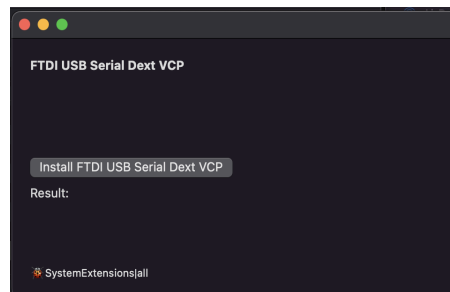 FTDI USB Serial Dext VCP
Install FTDI USB Serial Dext VCP
Result:
SystemExtensions|all